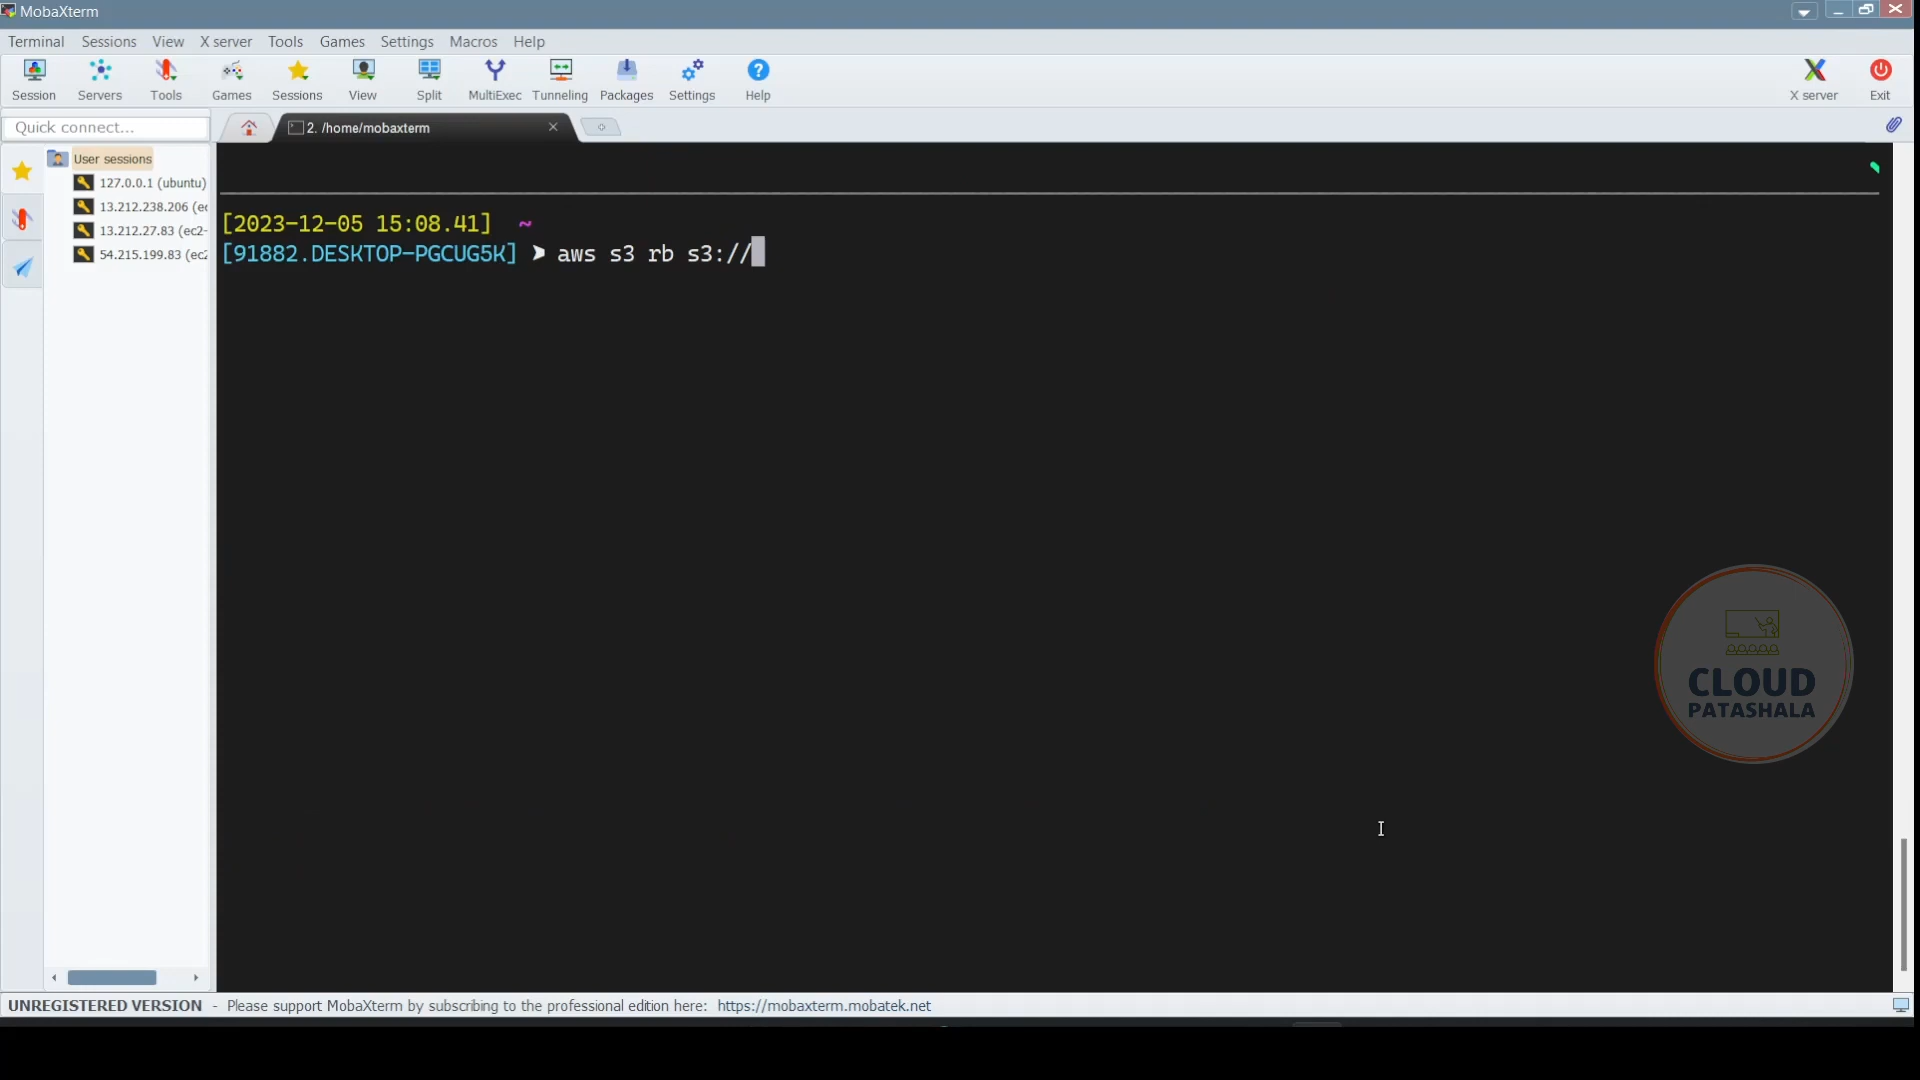 MobaXterm
Terminal Sessions View X server Tools Games Settings Macros Help
Session Servers Tools Games Sessions View Split MultiExec Tunneling Packages Settings Help X server Exit
Quick connect...
2. /home/mobaxterm
User sessions
127.0.0.1 (ubuntu)
13.212.238.206 (ec
13.212.27.83 (ec2-
54.215.199.83 (ec2
[2023-12-05 15:08.41] ~
[91882.DESKTOP-PGCUG5K] ➤ aws s3 rb s3://
CLOUD
PATASHALA
UNREGISTERED VERSION - Please support MobaXterm by subscribing to the professional edition here: https://mobaxterm.mobatek.net